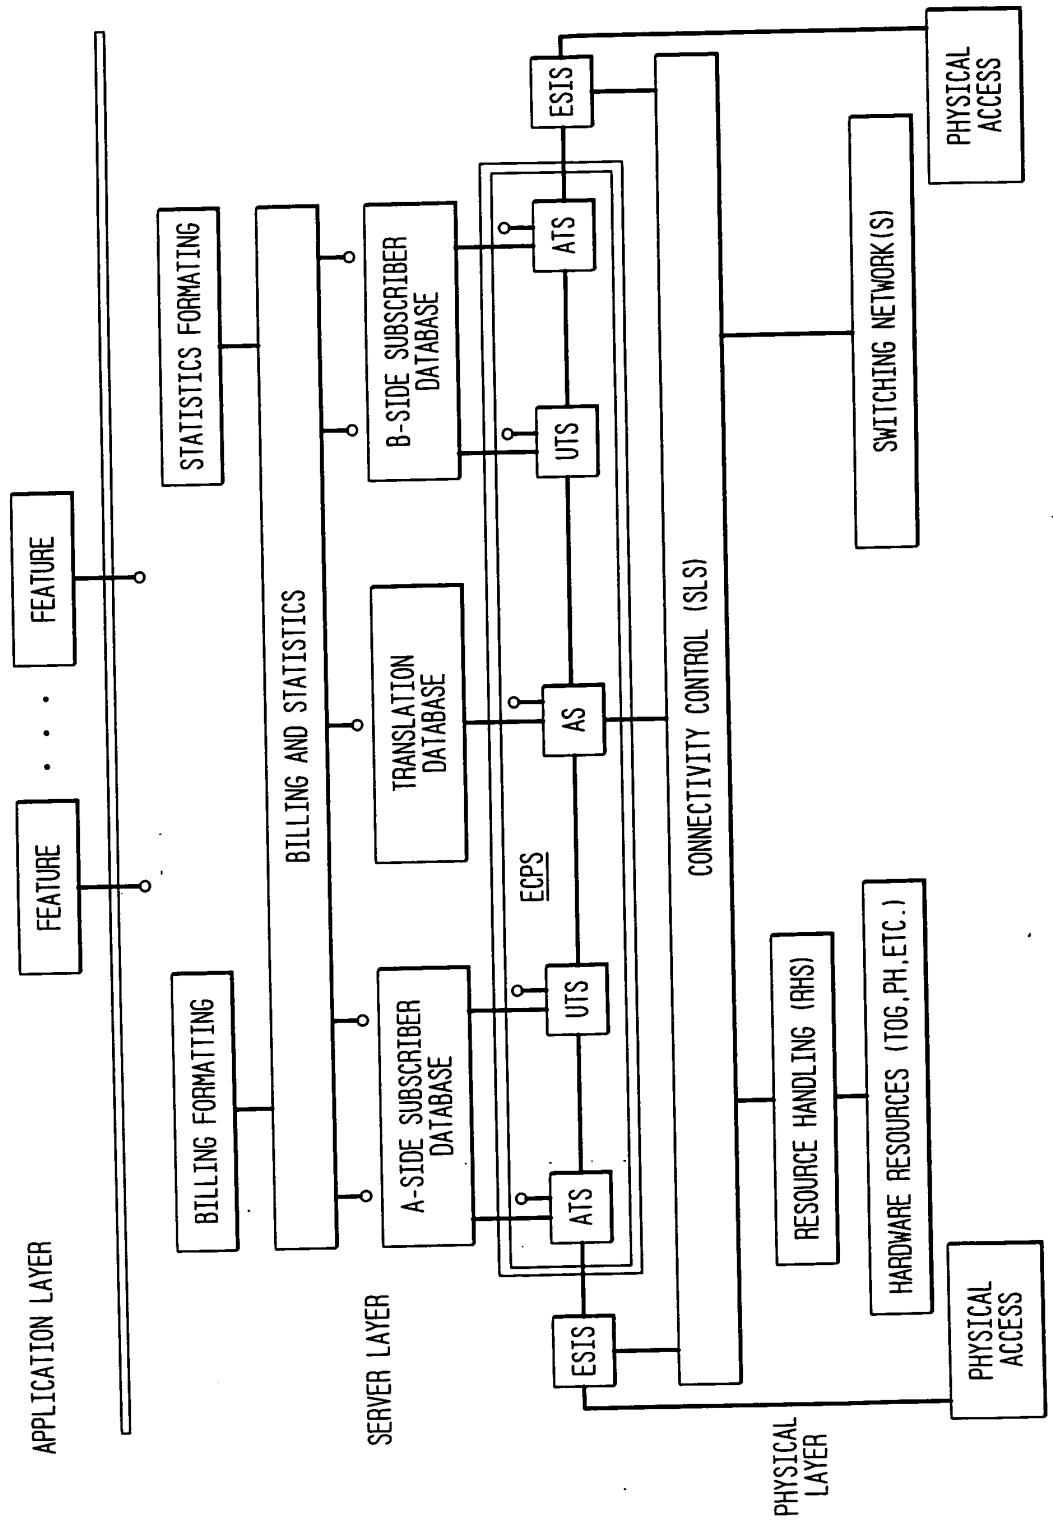 APPLICATION LAYER
FEATURE
. . .
FEATURE
BILLING FORMATTING
STATISTICS FORMATING
BILLING AND STATISTICS
SERVER LAYER
A-SIDE SUBSCRIBER
DATABASE
TRANSLATION
DATABASE
B-SIDE SUBSCRIBER
DATABASE
ECPS
ESIS
ATS
UTS
AS
UTS
ATS
ESIS
CONNECTIVITY CONTROL (SLS)
PHYSICAL
LAYER
RESOURCE HANDLING (RHS)
HARDWARE RESOURCES (TOG,PH,ETC.)
SWITCHING NETWORK(S)
PHYSICAL
ACCESS
PHYSICAL
ACCESS